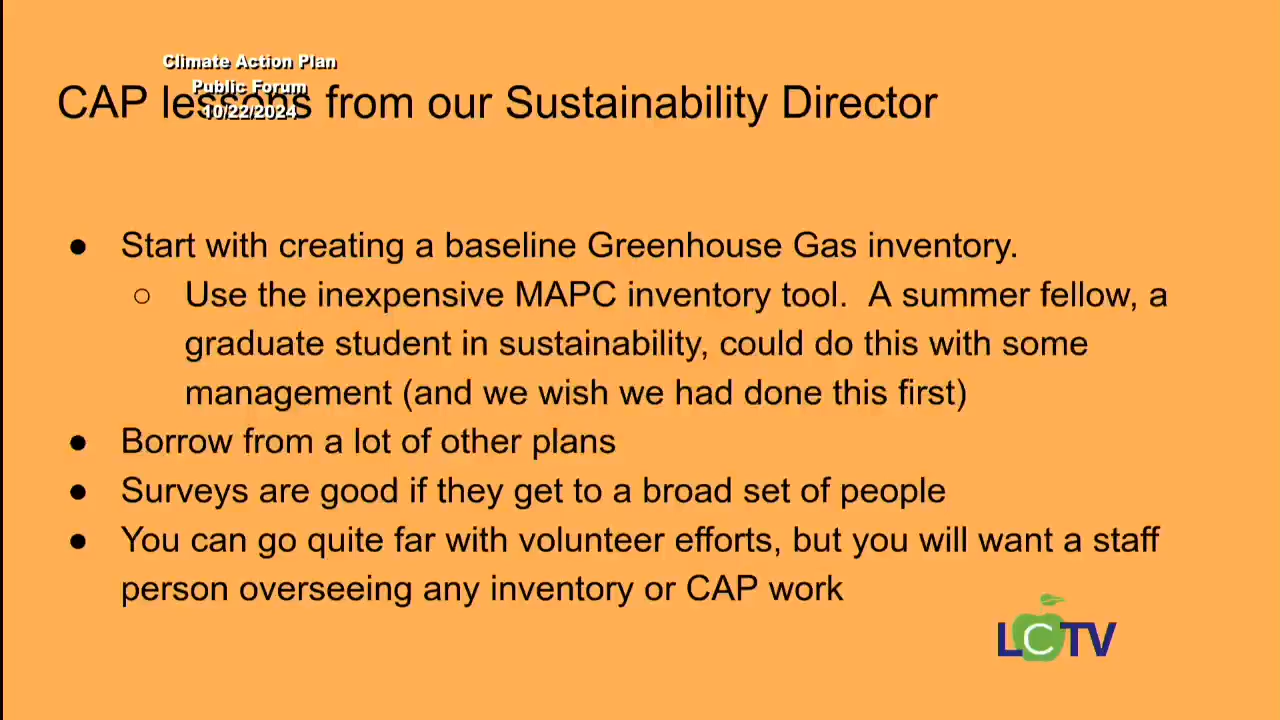 Climate Action Plan
Public Forum
10/22/2024
CAP lessons from our Sustainability Director
● Start with creating a baseline Greenhouse Gas inventory.
○ Use the inexpensive MAPC inventory tool.  A summer fellow, a
graduate student in sustainability, could do this with some
management (and we wish we had done this first)
● Borrow from a lot of other plans
● Surveys are good if they get to a broad set of people
● You can go quite far with volunteer efforts, but you will want a staff
person overseeing any inventory or CAP work
LCTV